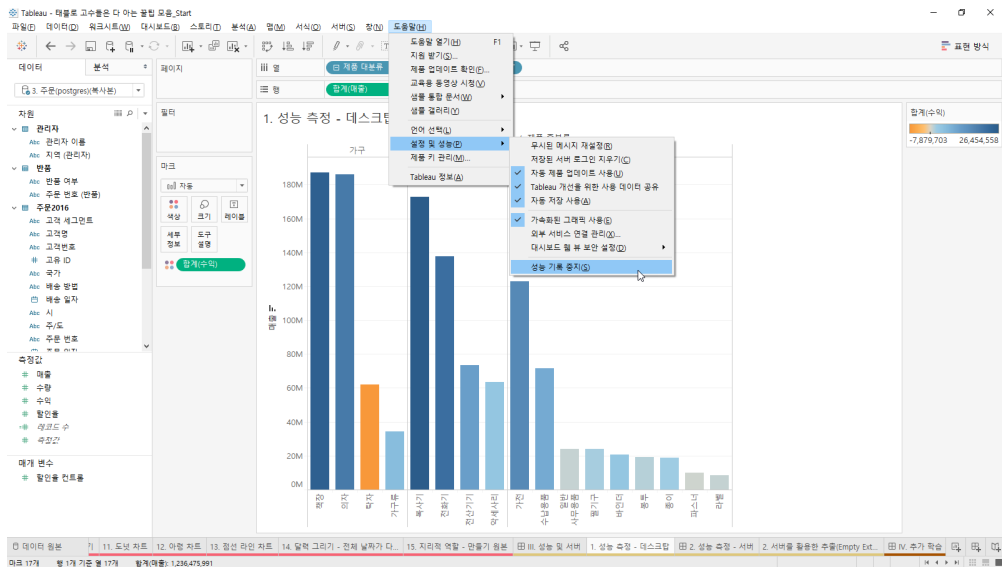 Tableau - 태블로 고수들은 다 아는 꿀팁 모음_Start
파일(F) 데이터(D) 워크시트(W) 대시보드(B) 스토리(T) 분석(A) 맵(M) 서식(O) 서버(S) 창(N) 도움말(H)
표현 방식
도움말 열기(H) F1
지원 받기(S)...
제품 업데이트 확인(F)...
교육용 동영상 시청(V)
샘플 통합 문서(W)
샘플 갤러리(Y)
언어 선택(L)
설정 및 성능(P)
제품 키 관리(M)...
Tableau 정보(A)
무시된 메시지 재설정(R)
저장된 서버 로그인 지우기(C)
자동 제품 업데이트 사용(U)
Tableau 개선을 위한 사용 데이터 공유
자동 저장 사용(A)
가속화된 그래픽 사용(E)
외부 서비스 연결 관리(X)...
대시보드 웹 뷰 보안 설정(D)
성능 기록 중지(S)
데이터 분석
3. 주문(postgres)(복사본)
차원
관리자
Abc 관리자 이름
Abc 지역 (관리자)
반품
Abc 반품 여부
Abc 주문 번호 (반품)
주문2016
Abc 고객 세그먼트
Abc 고객명
Abc 고객번호
고유 ID
Abc 국가
Abc 배송 방법
배송 일자
Abc 시
Abc 주/도
Abc 주문 번호
측정값
매출
수량
수익
할인율
레코드 수
측정값
매개 변수
할인율 컨트롤
페이지
필터
마크
자동
색상 크기 레이블
세부 정보 도구 설명
합계(수익)
열 제품 대분류
행 합계(매출)
1. 성능 측정 - 데스크탑
가구
매출
180M
160M
140M
120M
100M
80M
60M
40M
20M
0M
책장 의자 탁자 가구류 복사기 전화기 전산기기 악세사리 가전 수납용품 일반 사무용품 필기구 바인더 봉투 종이 파스너 라벨
합계(수익)
-7,879,703 26,454,558
데이터 원본 11. 도넛 차트 12. 아령 차트 13. 점선 라인 차트 14. 달력 그리기 - 전체 날짜가 다... 15. 지리적 역할 - 만들기 원본 III. 성능 및 서버 1. 성능 측정 - 데스크탑 2. 성능 측정 - 서버 2. 서버를 활용한 추출(Empty Ext... IV. 추가 학습
마크 17개 행 1개 기준 열 17개 합계(매출): 1,236,475,991